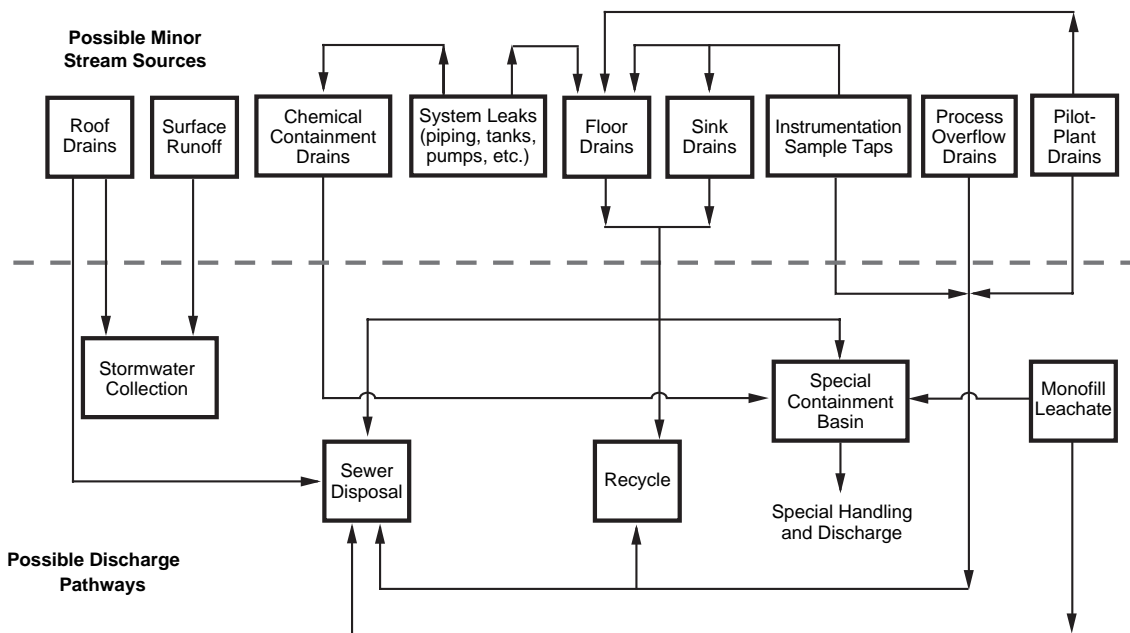 Possible Minor
Stream Sources
Roof
Drains
Surface
Runoff
Chemical
Containment
Drains
System Leaks
(piping, tanks,
pumps, etc.)
Floor
Drains
Sink
Drains
Instrumentation
Sample Taps
Process
Overflow
Drains
Pilot-
Plant
Drains
Stormwater
Collection
Special
Containment
Basin
Monofill
Leachate
Sewer
Disposal
Recycle
Special Handling
and Discharge
Possible Discharge
Pathways